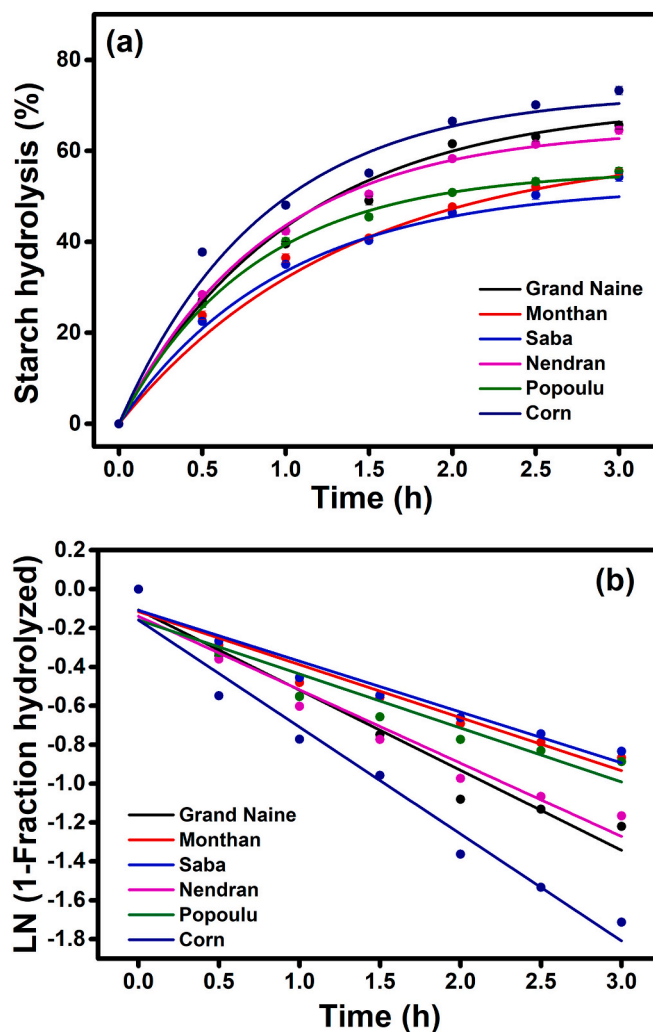 (a)
Starch hydrolysis (%)
80
60
40
20
0
Grand Naine
Monthan
Saba
Nendran
Popoulu
Corn
0.0 0.5 1.0 1.5 2.0 2.5 3.0
Time (h)
(b)
LN (1-Fraction hydrolyzed)
0.2
0.0
-0.2
-0.4
-0.6
-0.8
-1.0
-1.2
-1.4
-1.6
-1.8
Grand Naine
Monthan
Saba
Nendran
Popoulu
Corn
0.0 0.5 1.0 1.5 2.0 2.5 3.0
Time (h)